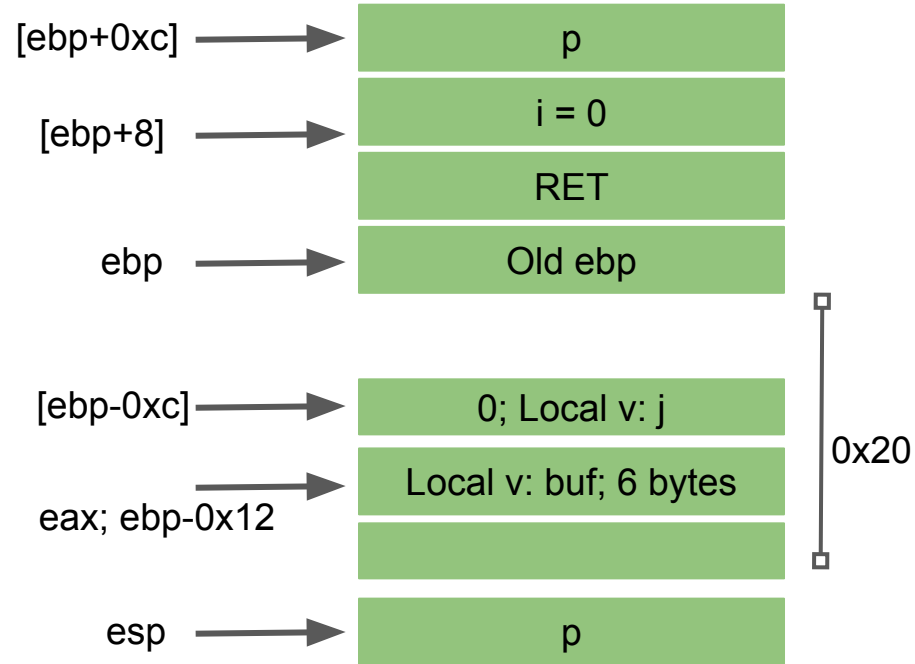 [ebp+0xc]
p
i = 0
[ebp+8]
RET
ebp
Old ebp
[ebp-0xc]
0; Local v: j
0x20
Local v: buf; 6 bytes
eax; ebp-0x12
esp
p